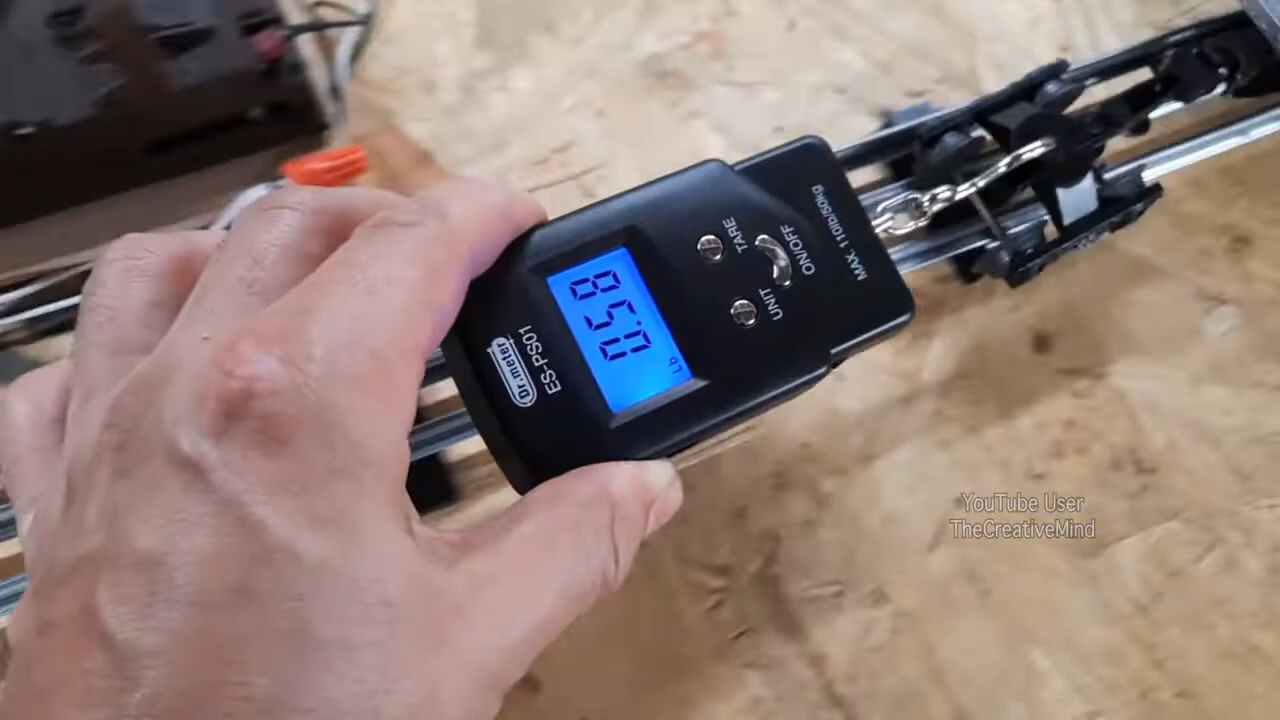 MAX. 110lb/50kg
ON/OFF
UNIT TARE
0.58
Lb
ES-PS01
Dr.meter
YouTube User
TheCreativeMind